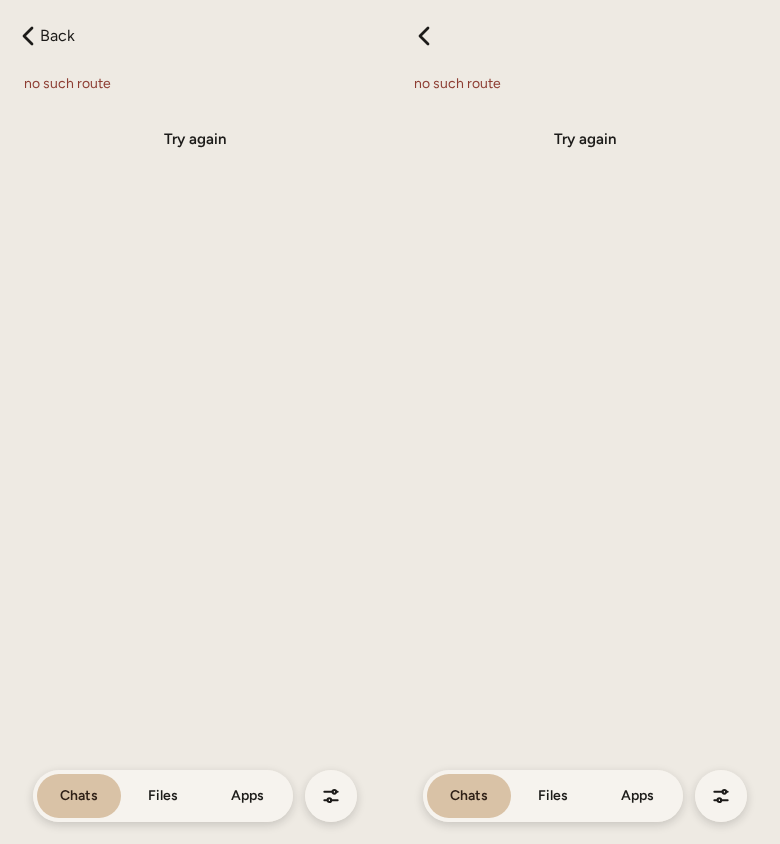 Back
no such route
Try again
Chats Files Apps
no such route
Try again
Chats Files Apps